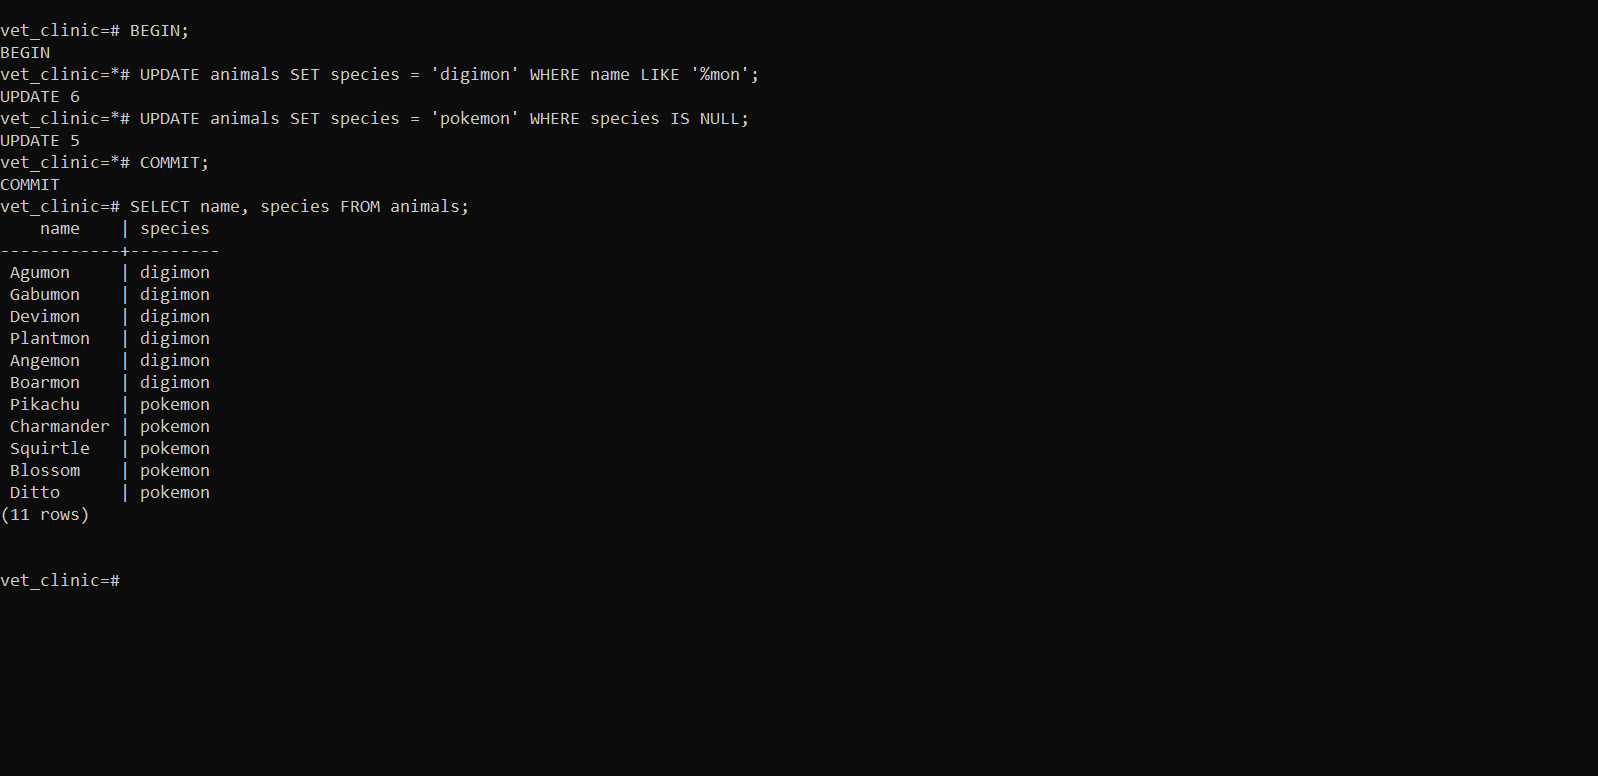 vet_clinic=# BEGIN;
BEGIN
vet_clinic=*# UPDATE animals SET species = 'digimon' WHERE name LIKE '%mon';
UPDATE 6
vet_clinic=*# UPDATE animals SET species = 'pokemon' WHERE species IS NULL;
UPDATE 5
vet_clinic=*# COMMIT;
COMMIT
vet_clinic=# SELECT name, species FROM animals;
    name    | species
------------+---------
 Agumon     | digimon
 Gabumon    | digimon
 Devimon    | digimon
 Plantmon   | digimon
 Angemon    | digimon
 Boarmon    | digimon
 Pikachu    | pokemon
 Charmander | pokemon
 Squirtle   | pokemon
 Blossom    | pokemon
 Ditto      | pokemon
(11 rows)
vet_clinic=#